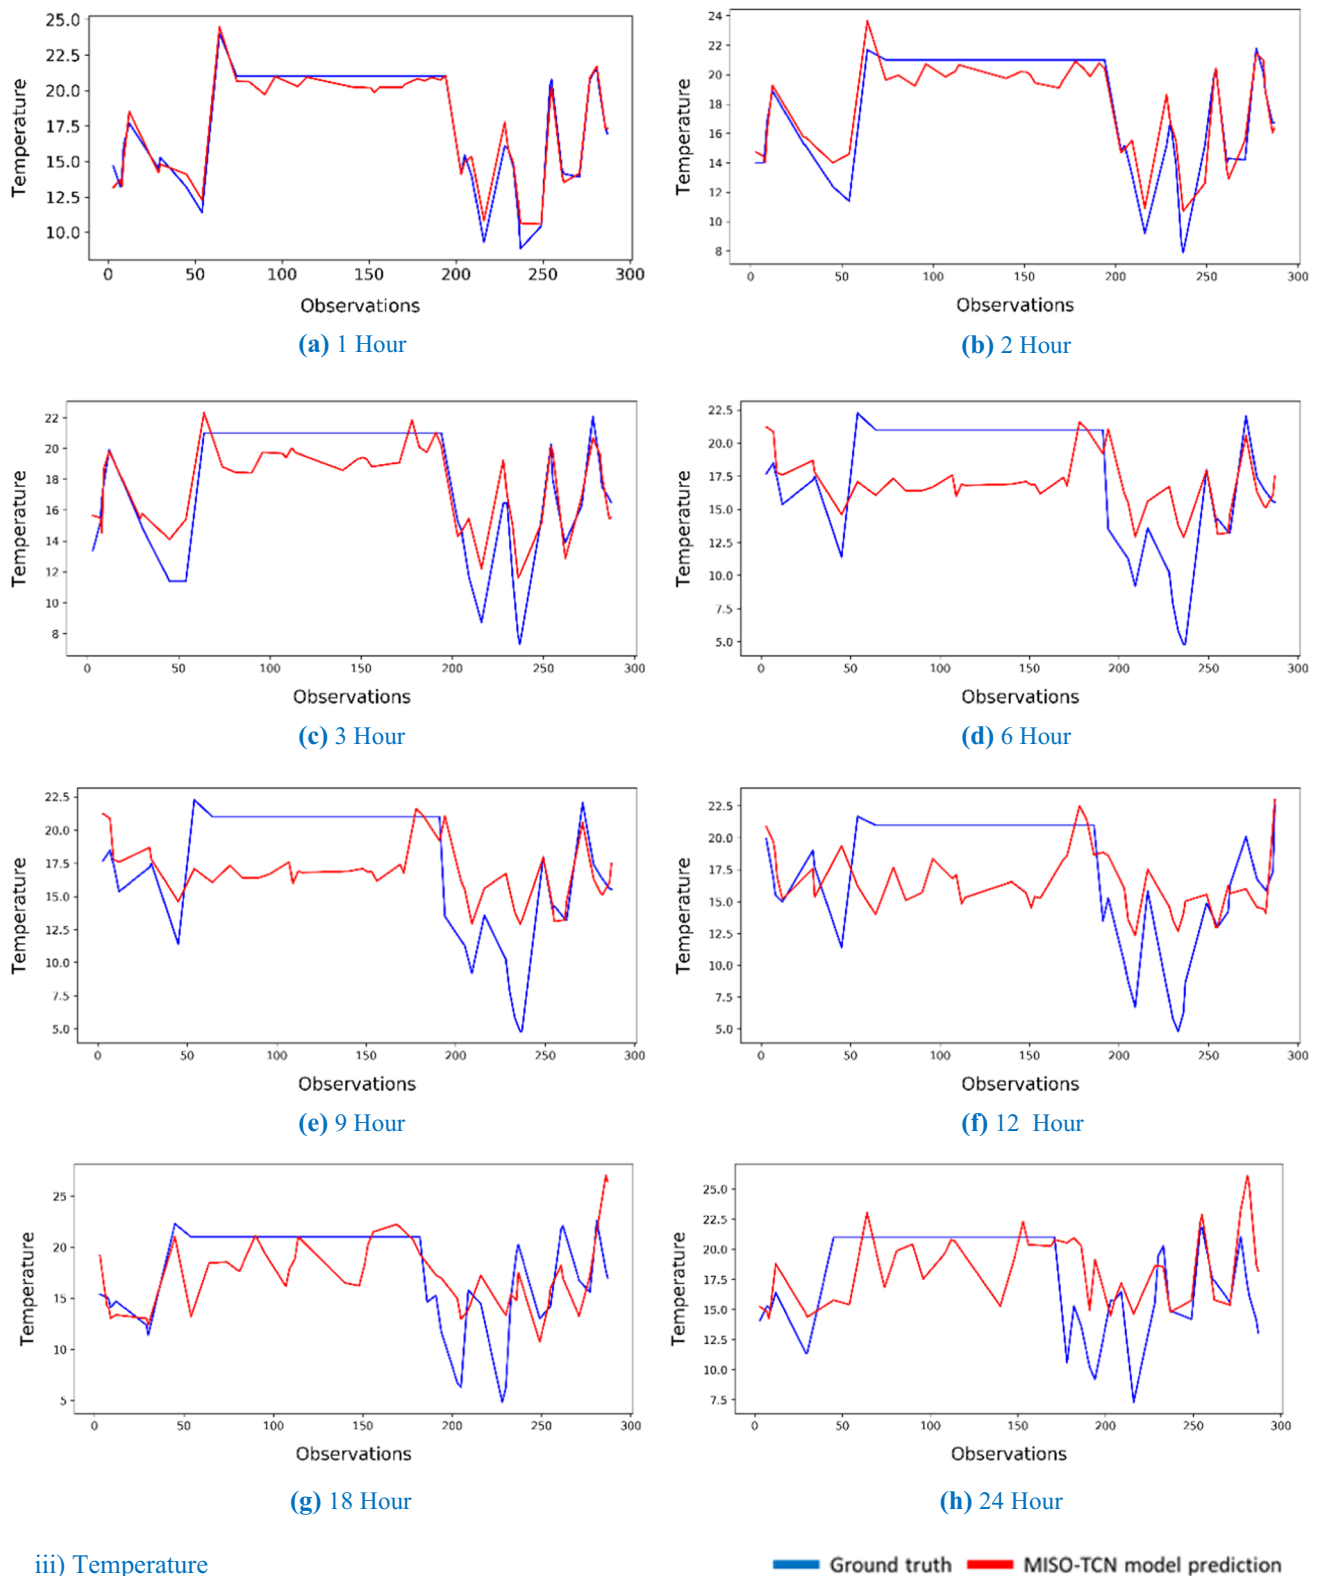 25.0
22.5
20.0
17.5
15.0
12.5
10.0
Temperature
0 50 100 150 200 250 300
Observations
(a) 1 Hour
24
22
20
18
16
14
12
10
8
Temperature
0 50 100 150 200 250 300
Observations
(b) 2 Hour
22
20
18
16
14
12
10
8
Temperature
0 50 100 150 200 250 300
Observations
(c) 3 Hour
22.5
20.0
17.5
15.0
12.5
10.0
7.5
5.0
Temperature
0 50 100 150 200 250 300
Observations
(d) 6 Hour
22.5
20.0
17.5
15.0
12.5
10.0
7.5
5.0
Temperature
0 50 100 150 200 250 300
Observations
(e) 9 Hour
22.5
20.0
17.5
15.0
12.5
10.0
7.5
5.0
Temperature
0 50 100 150 200 250 300
Observations
(f) 12 Hour
25
20
15
10
5
Temperature
0 50 100 150 200 250 300
Observations
(g) 18 Hour
25.0
22.5
20.0
17.5
15.0
12.5
10.0
7.5
Temperature
0 50 100 150 200 250 300
Observations
(h) 24 Hour
iii) Temperature
Ground truth MISO-TCN model prediction